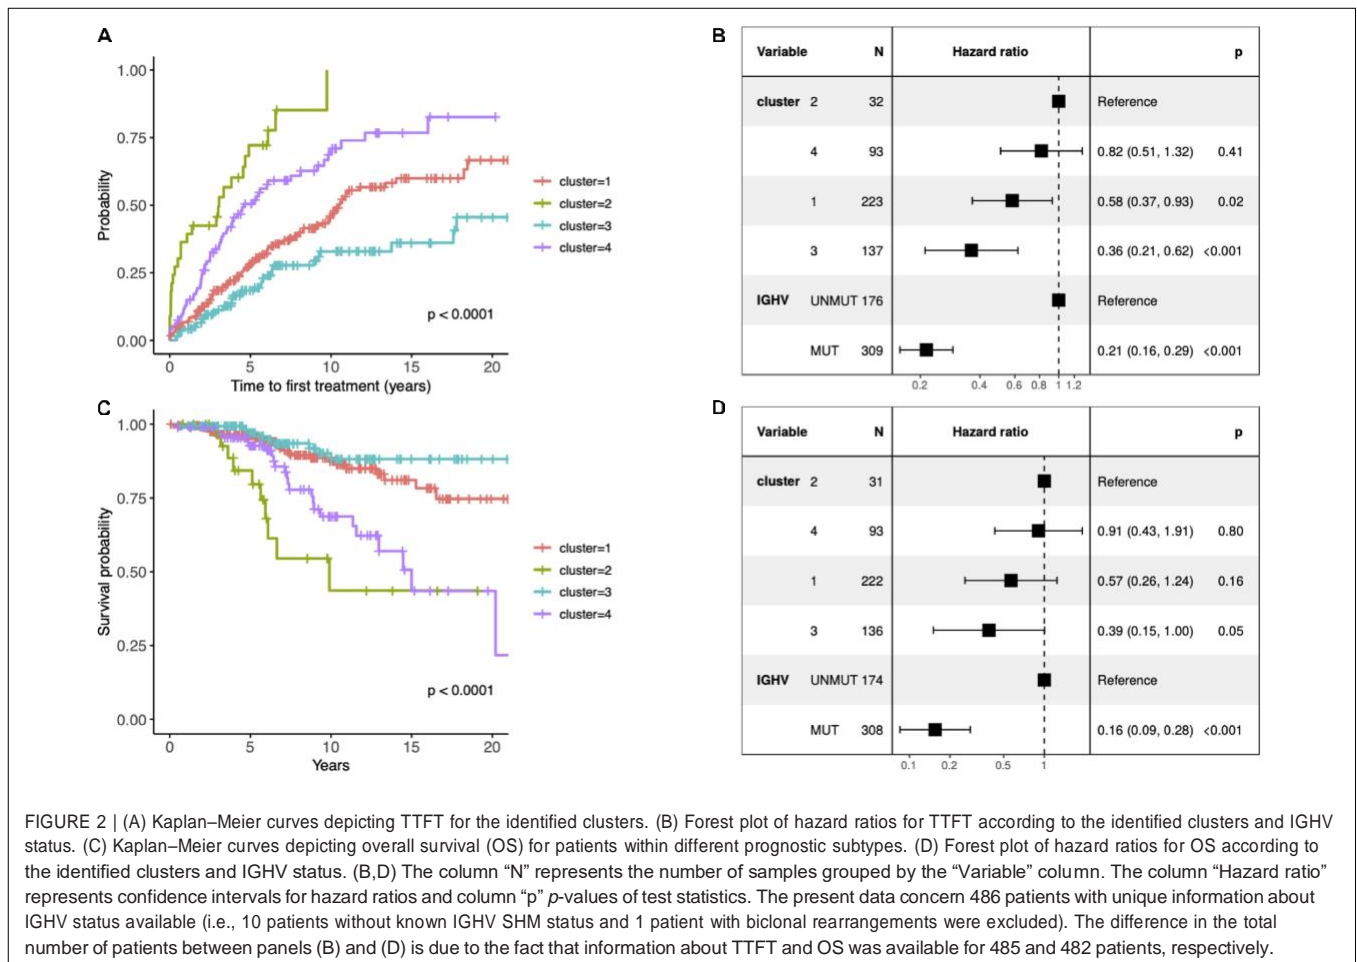 A
1.00
0.75
0.50
0.25
0.00
Probability
0 5 10 15 20
Time to first treatment (years)
p < 0.0001
cluster=1
cluster=2
cluster=3
cluster=4
B
Variable N Hazard ratio p
cluster 2 32 Reference
4 93 0.82 (0.51, 1.32) 0.41
1 223 0.58 (0.37, 0.93) 0.02
3 137 0.36 (0.21, 0.62) <0.001
IGHV UNMUT 176 Reference
MUT 309 0.21 (0.16, 0.29) <0.001
0.2 0.4 0.6 0.8 1 1.2
C
1.00
0.75
0.50
0.25
0.00
Survival probability
0 5 10 15 20
Years
p < 0.0001
cluster=1
cluster=2
cluster=3
cluster=4
D
Variable N Hazard ratio p
cluster 2 31 Reference
4 93 0.91 (0.43, 1.91) 0.80
1 222 0.57 (0.26, 1.24) 0.16
3 136 0.39 (0.15, 1.00) 0.05
IGHV UNMUT 174 Reference
MUT 308 0.16 (0.09, 0.28) <0.001
0.1 0.2 0.5 1
FIGURE 2 | (A) Kaplan–Meier curves depicting TTFT for the identified clusters. (B) Forest plot of hazard ratios for TTFT according to the identified clusters and IGHV
status. (C) Kaplan–Meier curves depicting overall survival (OS) for patients within different prognostic subtypes. (D) Forest plot of hazard ratios for OS according to
the identified clusters and IGHV status. (B,D) The column “N” represents the number of samples grouped by the “Variable” column. The column “Hazard ratio”
represents confidence intervals for hazard ratios and column “p” p-values of test statistics. The present data concern 486 patients with unique information about
IGHV status available (i.e., 10 patients without known IGHV SHM status and 1 patient with biclonal rearrangements were excluded). The difference in the total
number of patients between panels (B) and (D) is due to the fact that information about TTFT and OS was available for 485 and 482 patients, respectively.